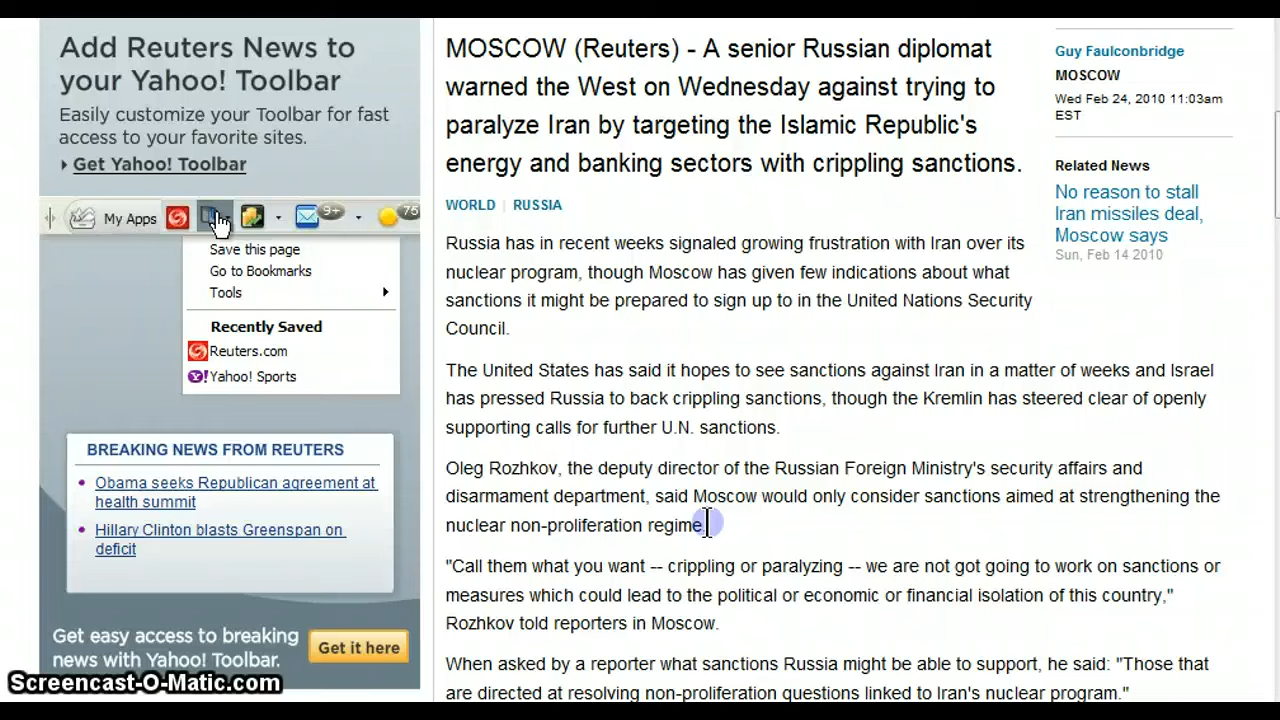 Add Reuters News to
your Yahoo! Toolbar
Easily customize your Toolbar for fast
access to your favorite sites.
Get Yahoo! Toolbar
My Apps
9+
75
Save this page
Go to Bookmarks
Tools
Recently Saved
Reuters.com
Y! Yahoo! Sports
BREAKING NEWS FROM REUTERS
Obama seeks Republican agreement at
health summit
Hillary Clinton blasts Greenspan on
deficit
Get easy access to breaking
news with Yahoo! Toolbar.
Get it here
Screencast-O-Matic.com
MOSCOW (Reuters) - A senior Russian diplomat
warned the West on Wednesday against trying to
paralyze Iran by targeting the Islamic Republic's
energy and banking sectors with crippling sanctions.
WORLD | RUSSIA
Russia has in recent weeks signaled growing frustration with Iran over its
nuclear program, though Moscow has given few indications about what
sanctions it might be prepared to sign up to in the United Nations Security
Council.
The United States has said it hopes to see sanctions against Iran in a matter of weeks and Israel
has pressed Russia to back crippling sanctions, though the Kremlin has steered clear of openly
supporting calls for further U.N. sanctions.
Oleg Rozhkov, the deputy director of the Russian Foreign Ministry's security affairs and
disarmament department, said Moscow would only consider sanctions aimed at strengthening the
nuclear non-proliferation regime.
"Call them what you want -- crippling or paralyzing -- we are not got going to work on sanctions or
measures which could lead to the political or economic or financial isolation of this country,"
Rozhkov told reporters in Moscow.
When asked by a reporter what sanctions Russia might be able to support, he said: "Those that
are directed at resolving non-proliferation questions linked to Iran's nuclear program."
Guy Faulconbridge
MOSCOW
Wed Feb 24, 2010 11:03am
EST
Related News
No reason to stall
Iran missiles deal,
Moscow says
Sun, Feb 14 2010